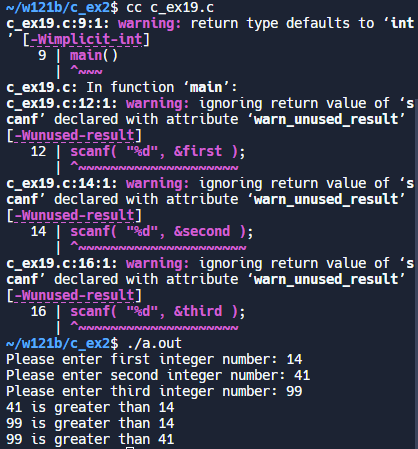 ~/w121b/c_ex2$ cc c_ex19.c
c_ex19.c:9:1: warning: return type defaults to ‘int
’ [-Wimplicit-int]
    9 | main()
      | ^~~~
c_ex19.c: In function ‘main’:
c_ex19.c:12:1: warning: ignoring return value of ‘s
canf’ declared with attribute ‘warn_unused_result’
[-Wunused-result]
   12 | scanf( "%d", &first );
      | ^~~~~~~~~~~~~~~~~~~~~
c_ex19.c:14:1: warning: ignoring return value of ‘s
canf’ declared with attribute ‘warn_unused_result’
[-Wunused-result]
   14 | scanf( "%d", &second );
      | ^~~~~~~~~~~~~~~~~~~~~~
c_ex19.c:16:1: warning: ignoring return value of ‘s
canf’ declared with attribute ‘warn_unused_result’
[-Wunused-result]
   16 | scanf( "%d", &third );
      | ^~~~~~~~~~~~~~~~~~~~~
~/w121b/c_ex2$ ./a.out
Please enter first integer number: 14
Please enter second integer number: 41
Please enter third integer number: 99
41 is greater than 14
99 is greater than 14
99 is greater than 41